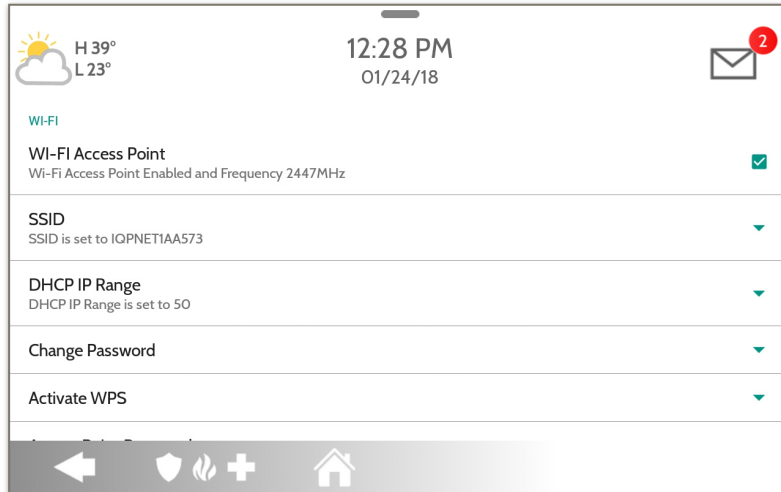 H 39°
L 23°
12:28 PM
01/24/18
2
WI-FI
WI-FI Access Point
Wi-Fi Access Point Enabled and Frequency 2447MHz
SSID
SSID is set to IQPNET1AA573
DHCP IP Range
DHCP IP Range is set to 50
Change Password
Activate WPS